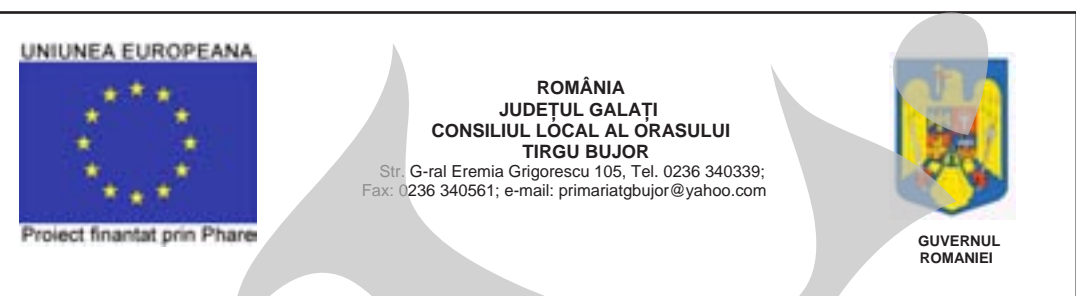 UNIUNEA EUROPEANA
Proiect finantat prin Phare
ROMÂNIA
JUDEȚUL GALAȚI
CONSILIUL LOCAL AL ORASULUI
TIRGU BUJOR
Str. G-ral Eremia Grigorescu 105, Tel. 0236 340339;
Fax: 0236 340561; e-mail: primariatgbujor@yahoo.com
GUVERNUL
ROMANIEI